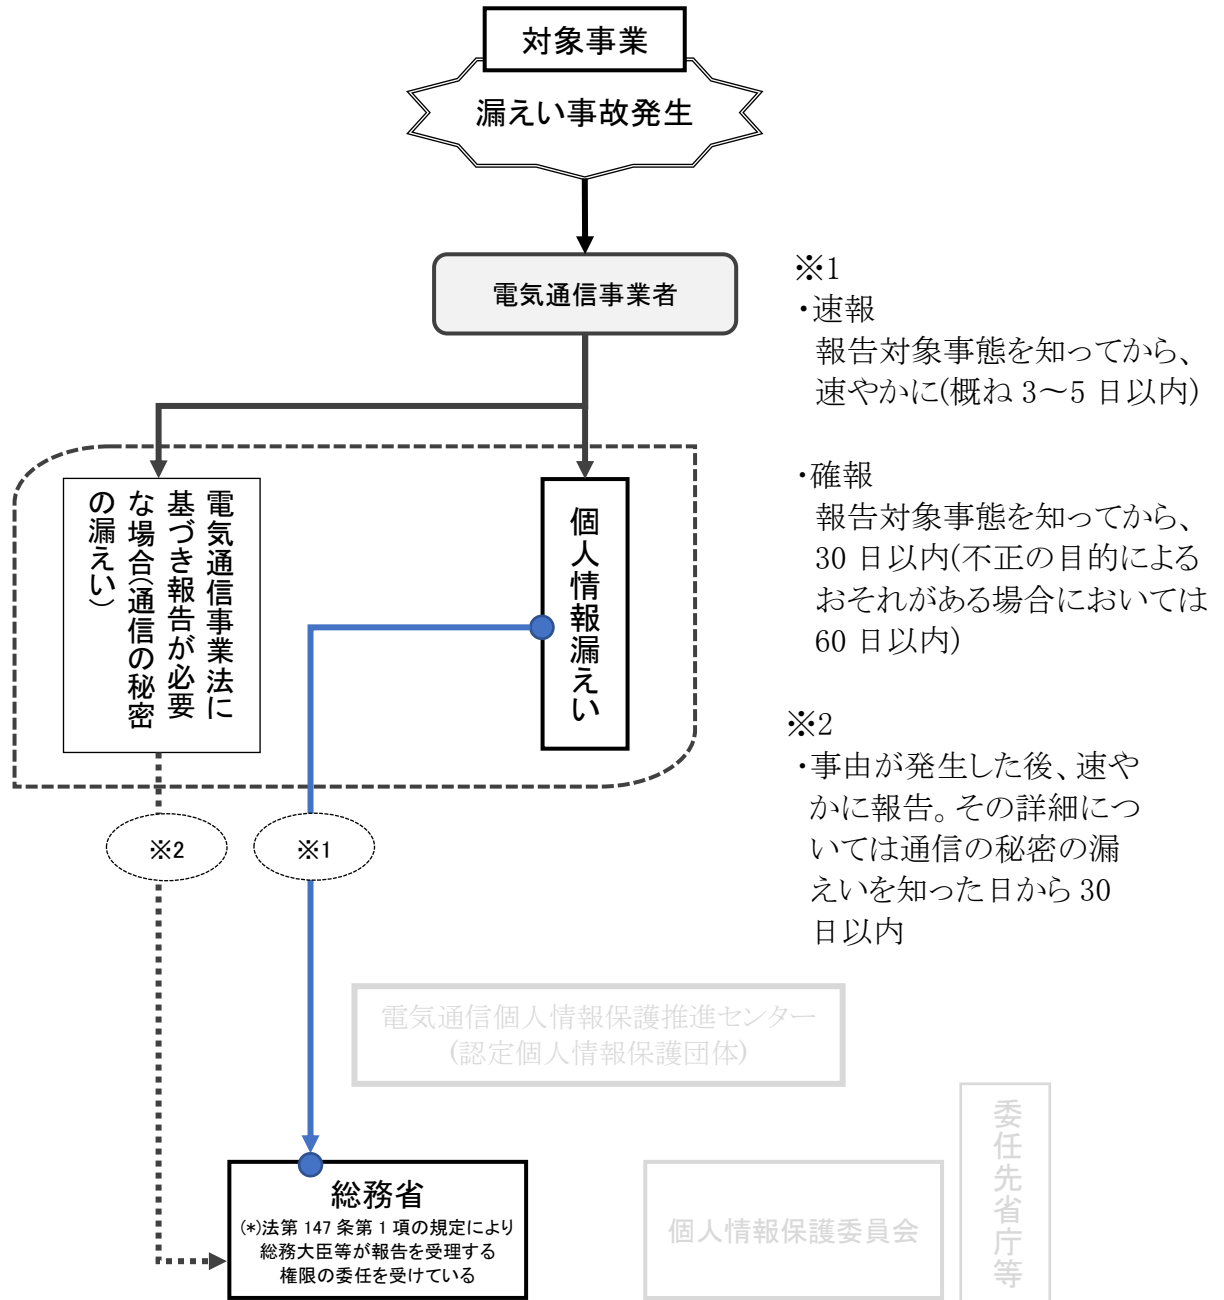 対象事業
漏えい事故発生
電気通信事業者
※1
・速報
報告対象事態を知ってから、
速やかに(概ね 3～5 日以内)
・確報
報告対象事態を知ってから、
30 日以内(不正の目的による
おそれがある場合においては
60 日以内)
※2
・事由が発生した後、速や
かに報告。その詳細につ
いては通信の秘密の漏
えいを知った日から 30
日以内
電気通信事業法に
基づき報告が必要
な場合(通信の秘密
の漏えい)
個人情報漏えい
※2
※1
電気通信個人情報保護推進センター
(認定個人情報保護団体)
総務省
(*)法第 147 条第 1 項の規定により
総務大臣等が報告を受理する
権限の委任を受けている
個人情報保護委員会
委任先省庁等